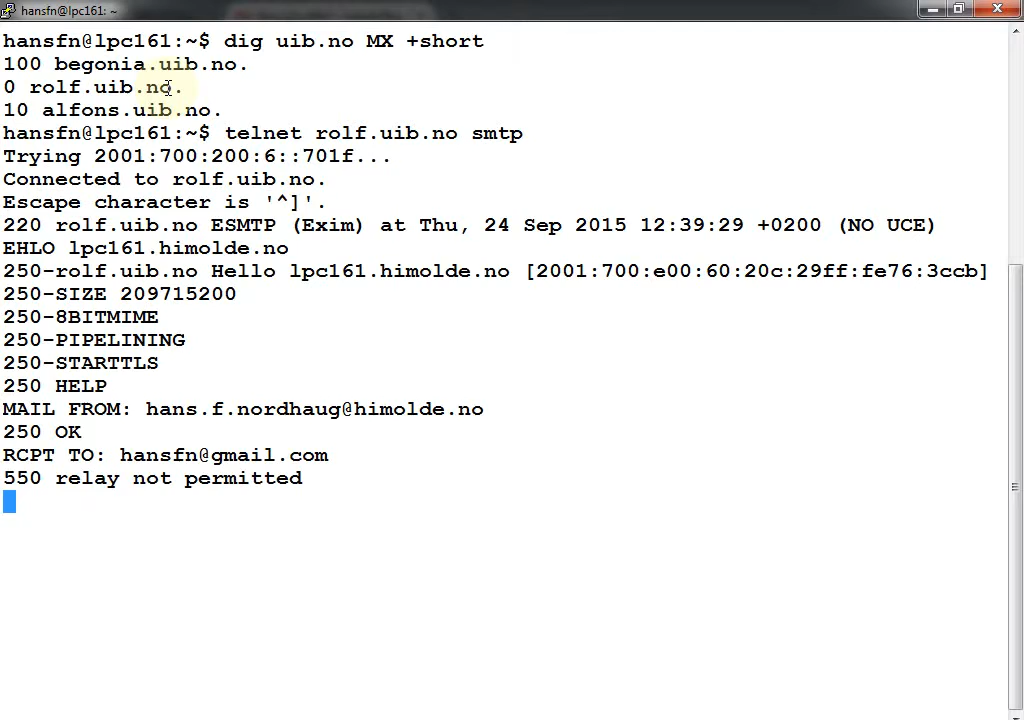 hansfn@lpc161: ~
hansfn@lpc161:~$ dig uib.no MX +short
100 begonia.uib.no.
0 rolf.uib.no.
10 alfons.uib.no.
hansfn@lpc161:~$ telnet rolf.uib.no smtp
Trying 2001:700:200:6::701f...
Connected to rolf.uib.no.
Escape character is '^]'.
220 rolf.uib.no ESMTP (Exim) at Thu, 24 Sep 2015 12:39:29 +0200 (NO UCE)
EHLO lpc161.himolde.no
250-rolf.uib.no Hello lpc161.himolde.no [2001:700:e00:60:20c:29ff:fe76:3ccb]
250-SIZE 209715200
250-8BITMIME
250-PIPELINING
250-STARTTLS
250 HELP
MAIL FROM: hans.f.nordhaug@himolde.no
250 OK
RCPT TO: hansfn@gmail.com
550 relay not permitted